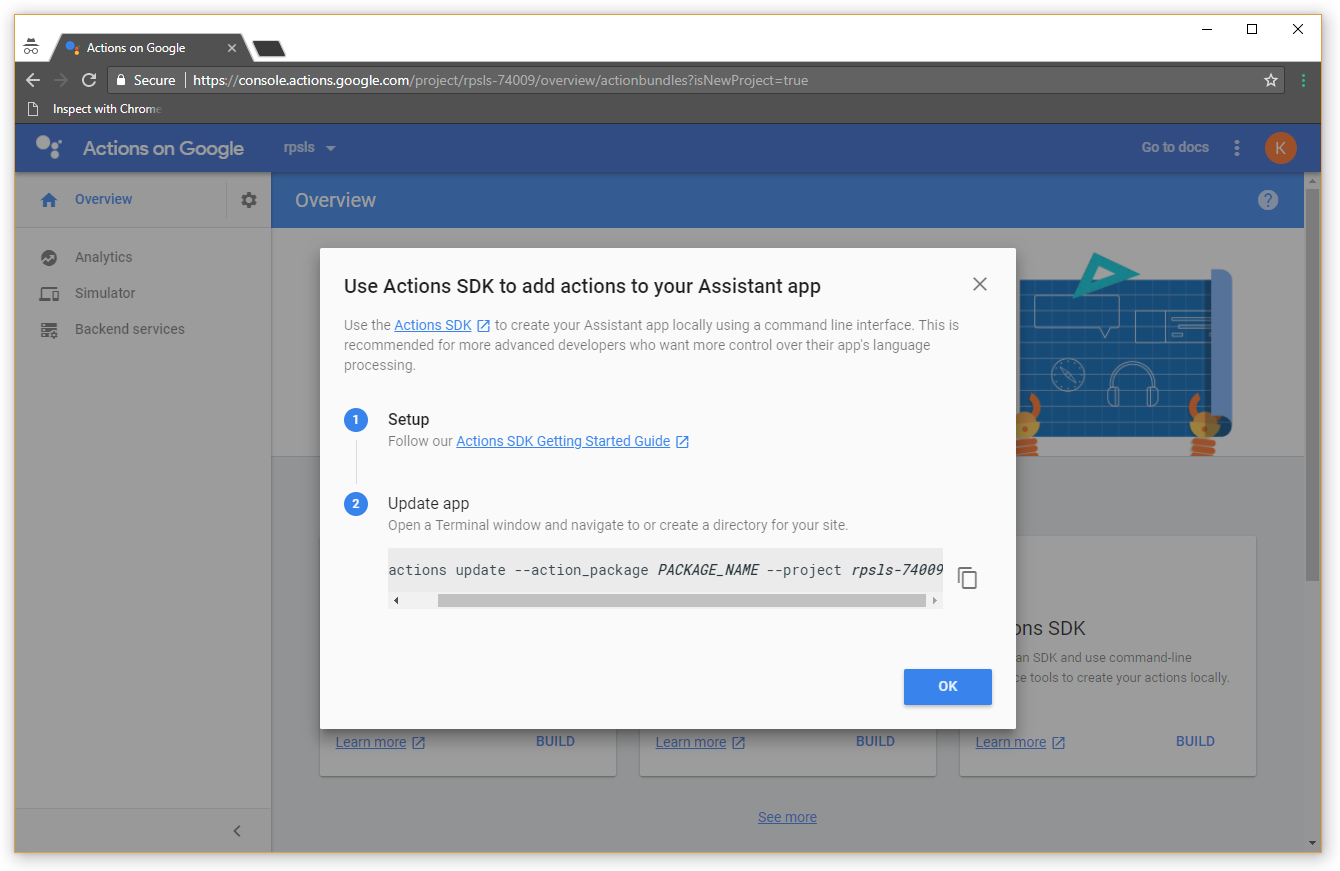 Actions on Google
Secure https://console.actions.google.com/project/rpsls-74009/overview/actionbundles?isNewProject=true
Inspect with Chrome
Actions on Google rpsls Go to docs K
Overview
Overview
Analytics
Simulator
Backend services
Use Actions SDK to add actions to your Assistant app
Use the Actions SDK to create your Assistant app locally using a command line interface. This is
recommended for more advanced developers who want more control over their app's language
processing.
1 Setup
Follow our Actions SDK Getting Started Guide
2 Update app
Open a Terminal window and navigate to or create a directory for your site.
actions update --action_package PACKAGE_NAME --project rpsls-74009
OK
ons SDK
an SDK and use command-line
ce tools to create your actions locally.
Learn more BUILD
Learn more BUILD
Learn more BUILD
See more